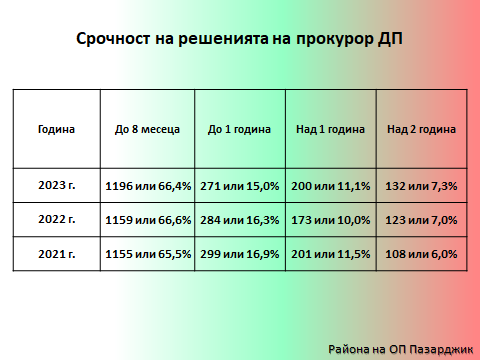 Срочност на решенията на прокурор ДП
Година До 8 месеца До 1 година Над 1 година Над 2 година
2023 г. 1196 или 66,4% 271 или 15,0% 200 или 11,1% 132 или 7,3%
2022 г. 1159 или 66,6% 284 или 16,3% 173 или 10,0% 123 или 7,0%
2021 г. 1155 или 65,5% 299 или 16,9% 201 или 11,5% 108 или 6,0%
Района на ОП Пазарджик